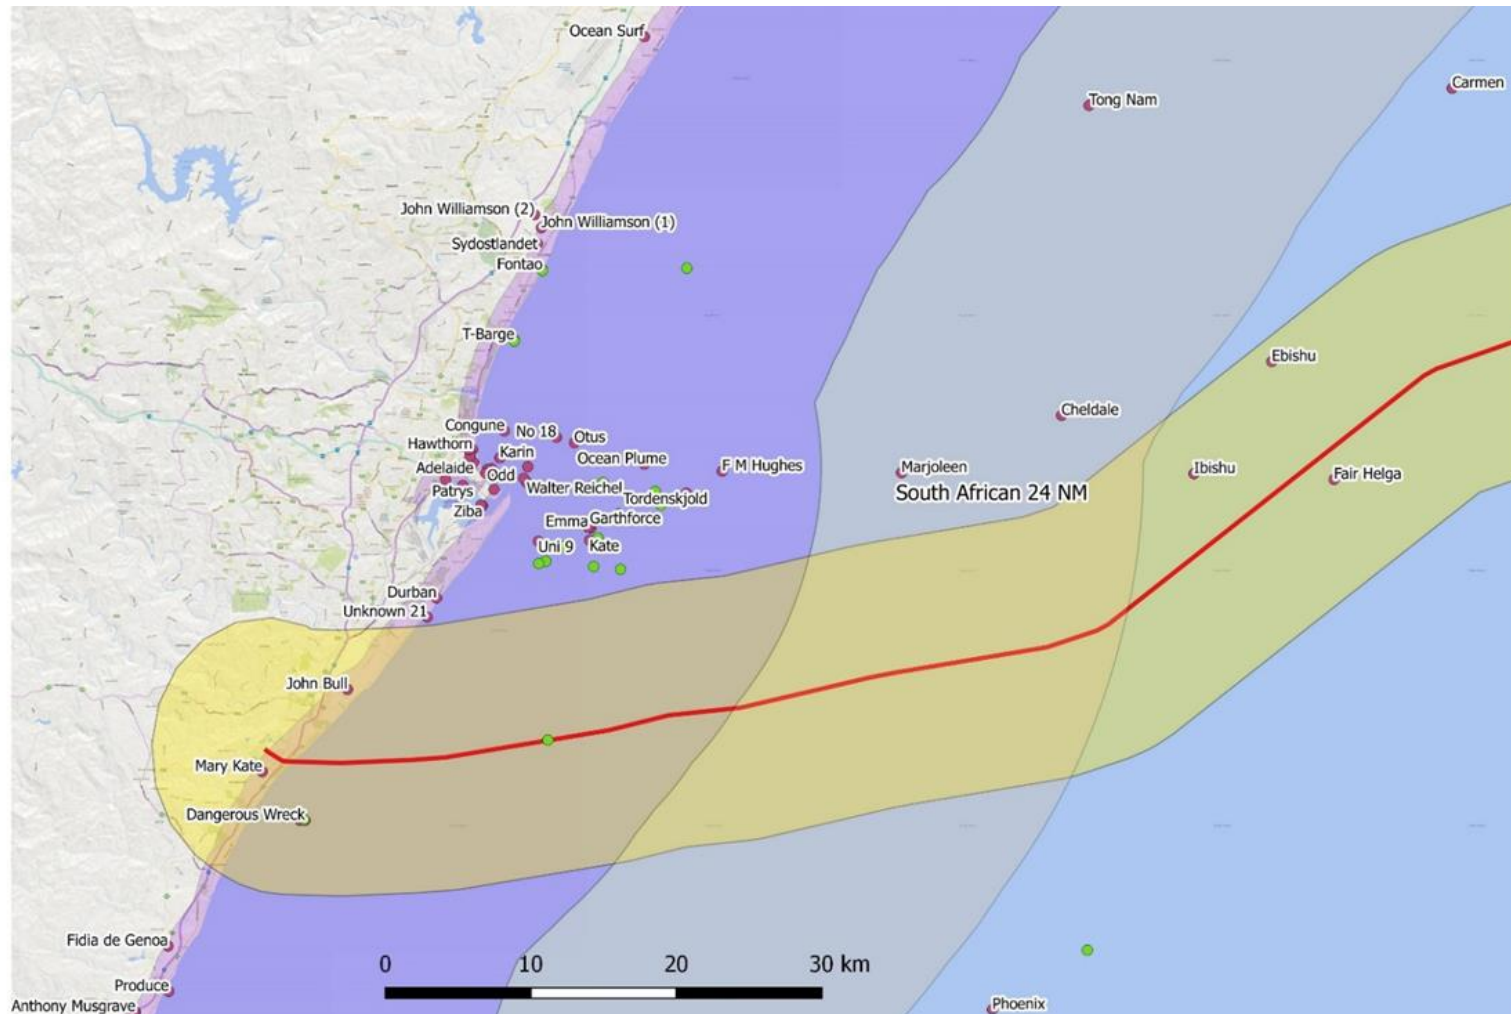 Ocean Surf
Carmen
Tong Nam
John Williamson (2)
John Williamson (1)
Sydostlandet
Fontao
T-Barge
Ebishu
Cheldale
Congune
No 18
Otus
Hawthorn
Karin
Ocean Plume
F M Hughes
Marjoleen
Ibishu
Fair Helga
Adelaide
Odd
Walter Reichel
South African 24 NM
Patrys
Tordenskjold
Ziba
Emma
Garthforce
Uni 9
Kate
Durban
Unknown 21
John Bull
Mary Kate
Dangerous Wreck
Fidia de Genoa
0 10 20 30 km
Produce
Anthony Musgrave
Phoenix